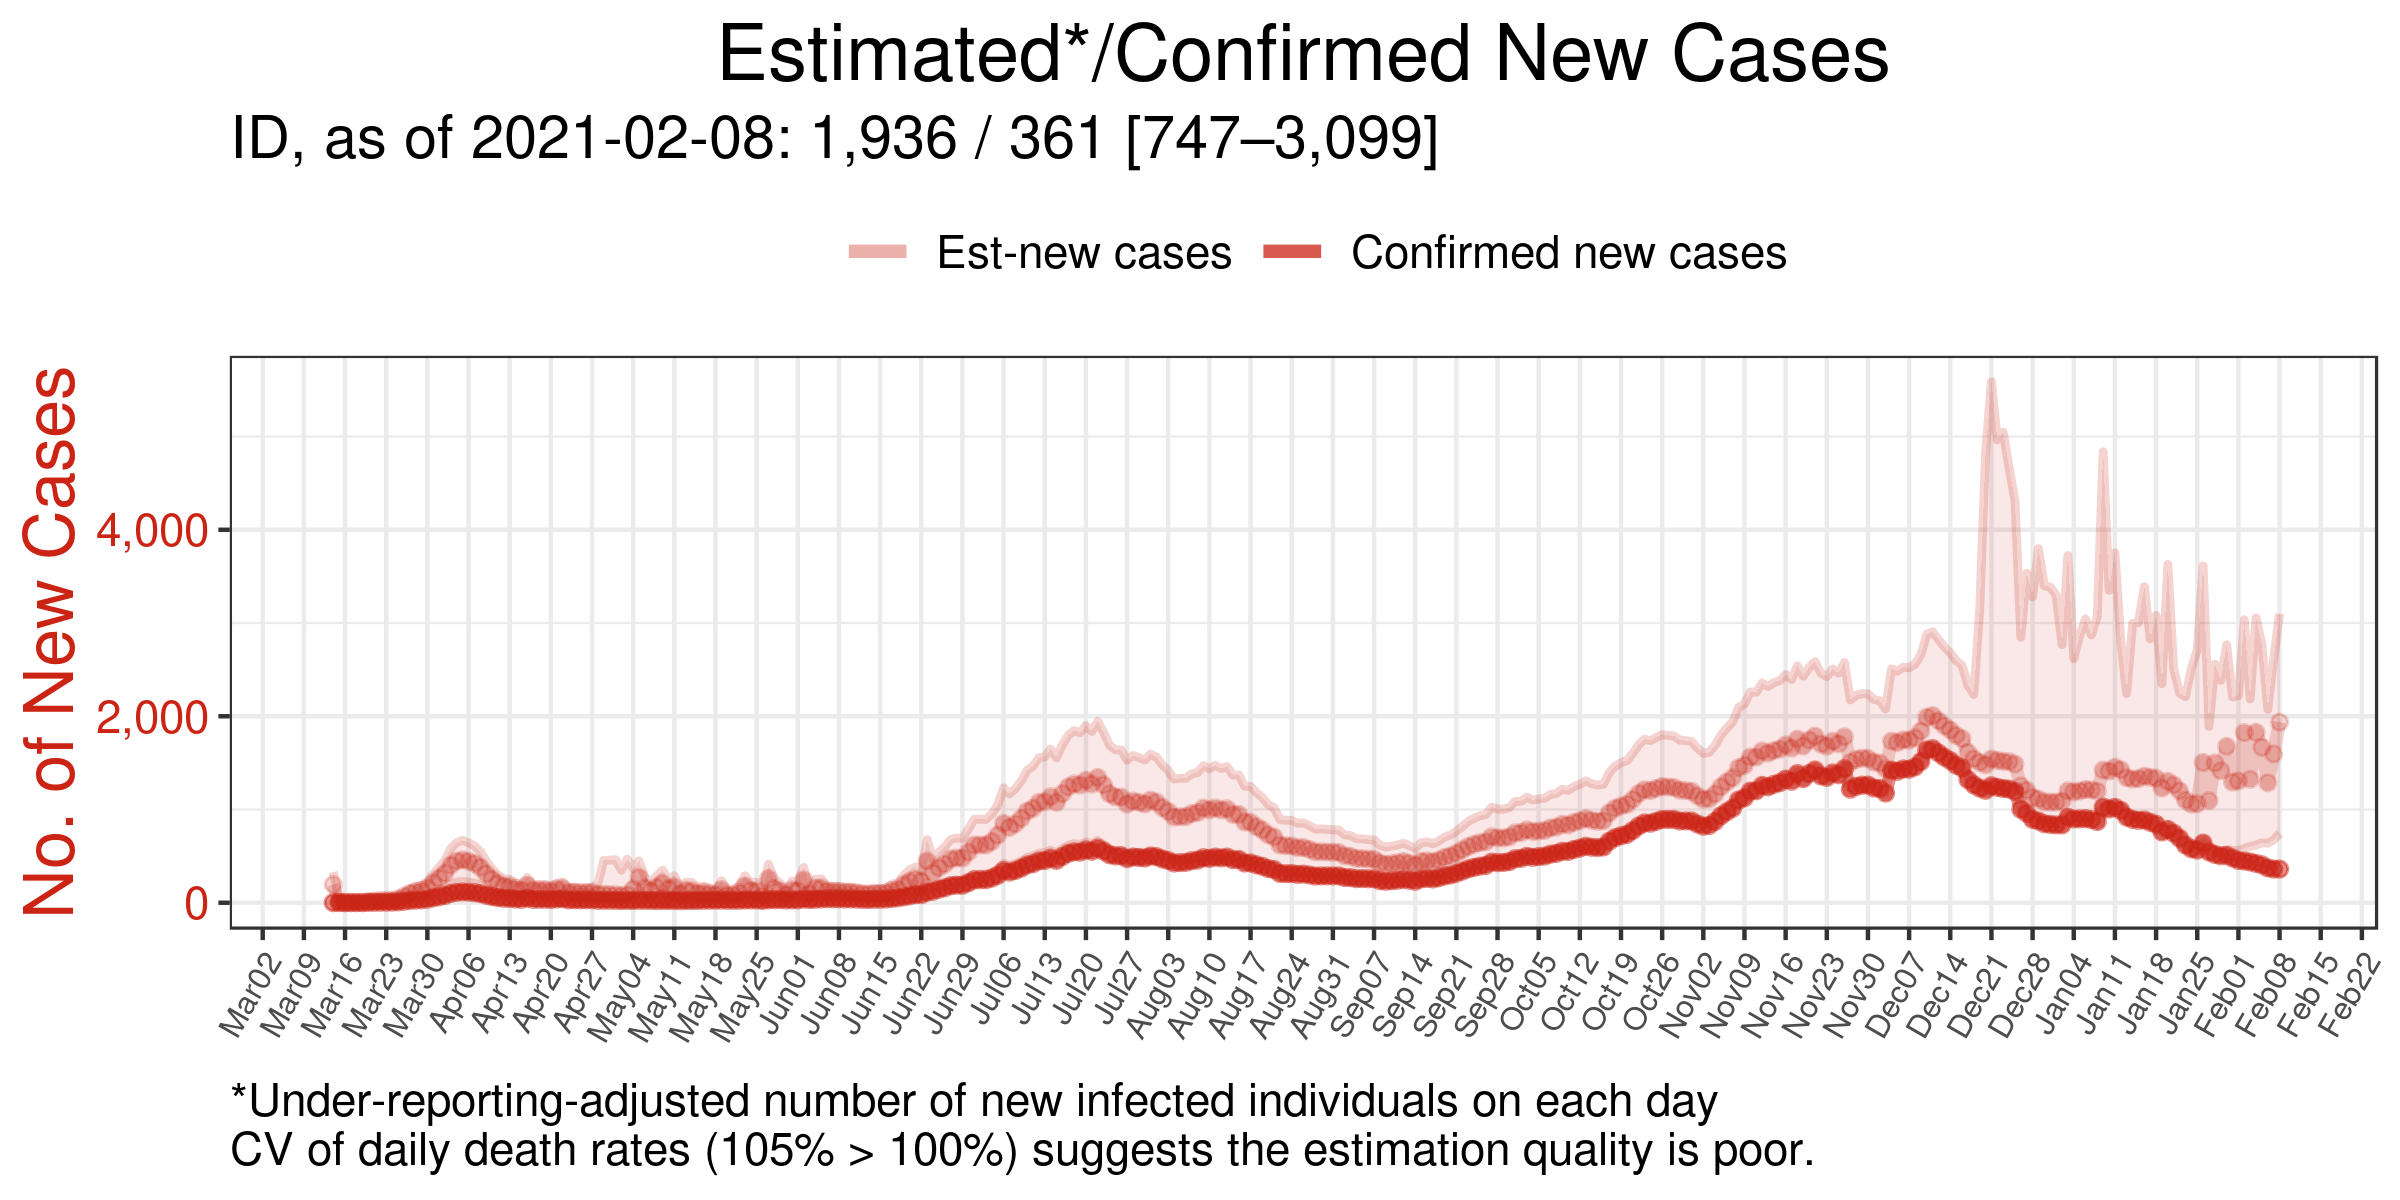 Estimated*/Confirmed New Cases
ID, as of 2021-02-08: 1,936 / 361 [747–3,099]
Est-new cases
Confirmed new cases
No. of New Cases
4,000
2,000
0
Mar02
Mar09
Mar16
Mar23
Mar30
Apr06
Apr13
Apr20
Apr27
May04
May11
May18
May25
Jun01
Jun08
Jun15
Jun22
Jun29
Jul06
Jul13
Jul20
Jul27
Aug03
Aug10
Aug17
Aug24
Aug31
Sep07
Sep14
Sep21
Sep28
Oct05
Oct12
Oct19
Oct26
Nov02
Nov09
Nov16
Nov23
Nov30
Dec07
Dec14
Dec21
Dec28
Jan04
Jan11
Jan18
Jan25
Feb01
Feb08
Feb15
Feb22
*Under-reporting-adjusted number of new infected individuals on each day
CV of daily death rates (105% > 100%) suggests the estimation quality is poor.